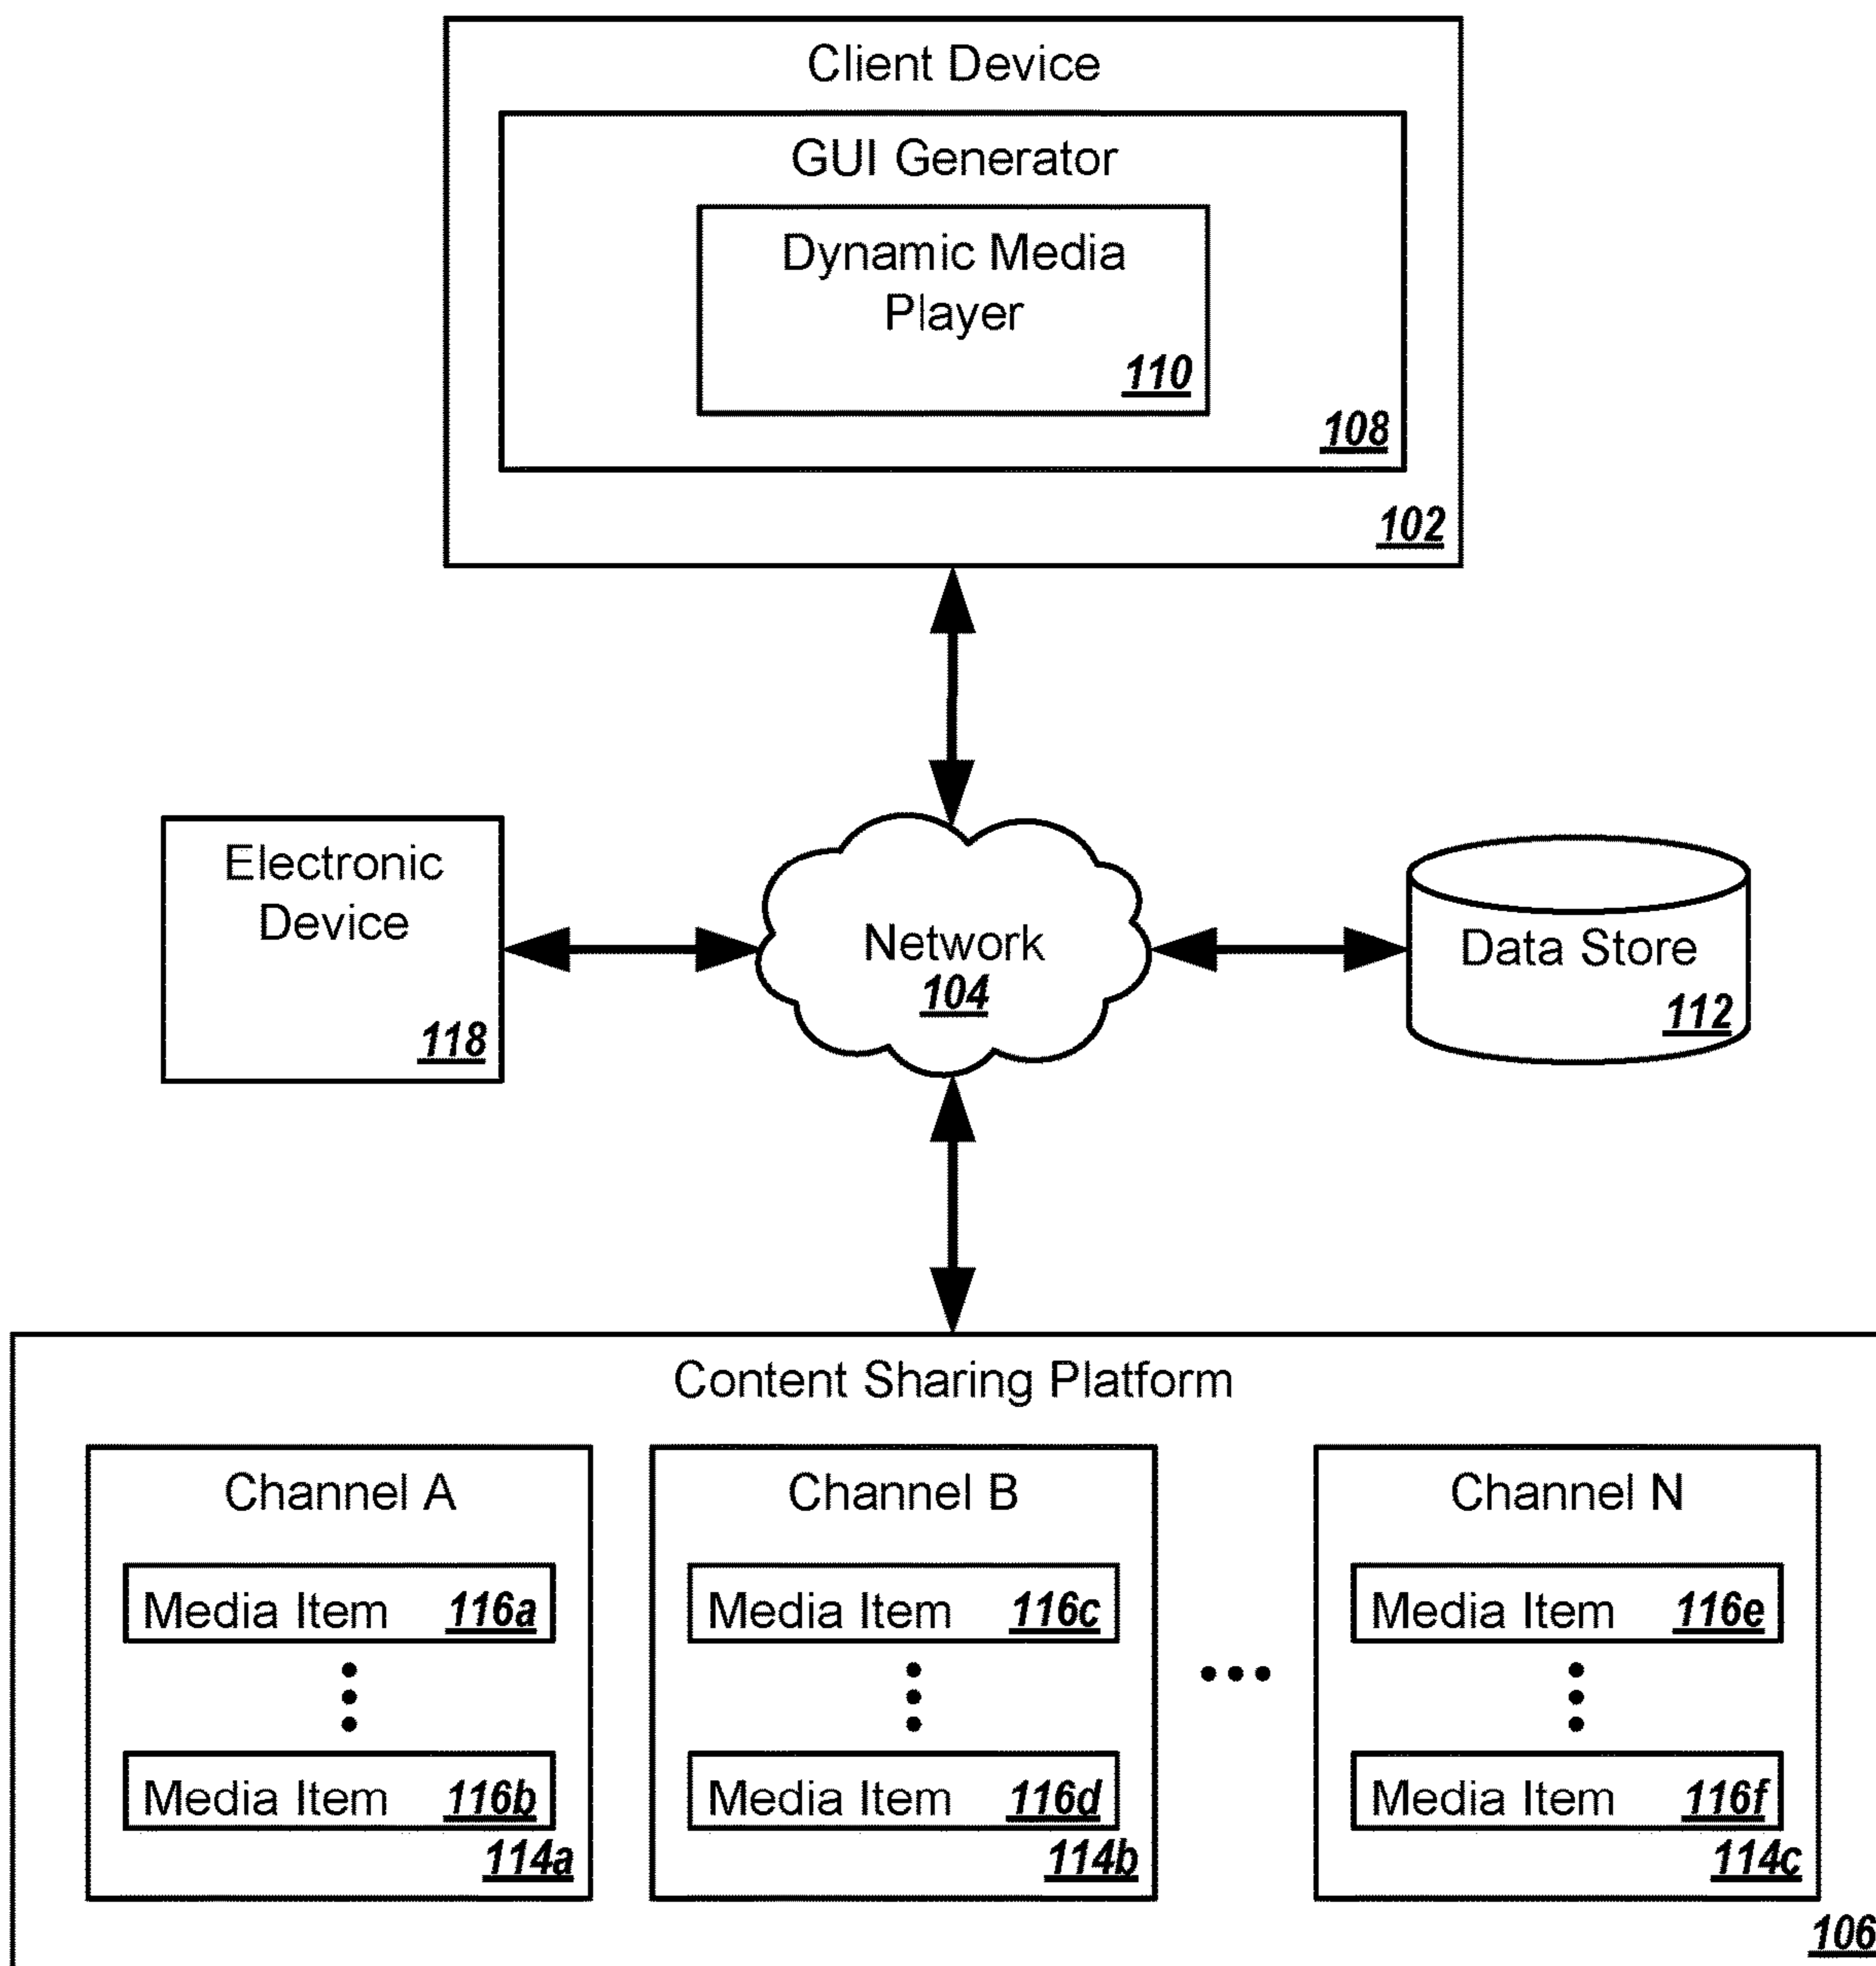 Client Device
GUI Generator
Dynamic Media
Player
110
108
102
Electronic
Device
118
Network
104
Data Store
112
Content Sharing Platform
Channel A
Media Item 116a
Media Item 116b
114a
Channel B
Media Item 116c
Media Item 116d
114b
Channel N
Media Item 116e
Media Item 116f
114c
106